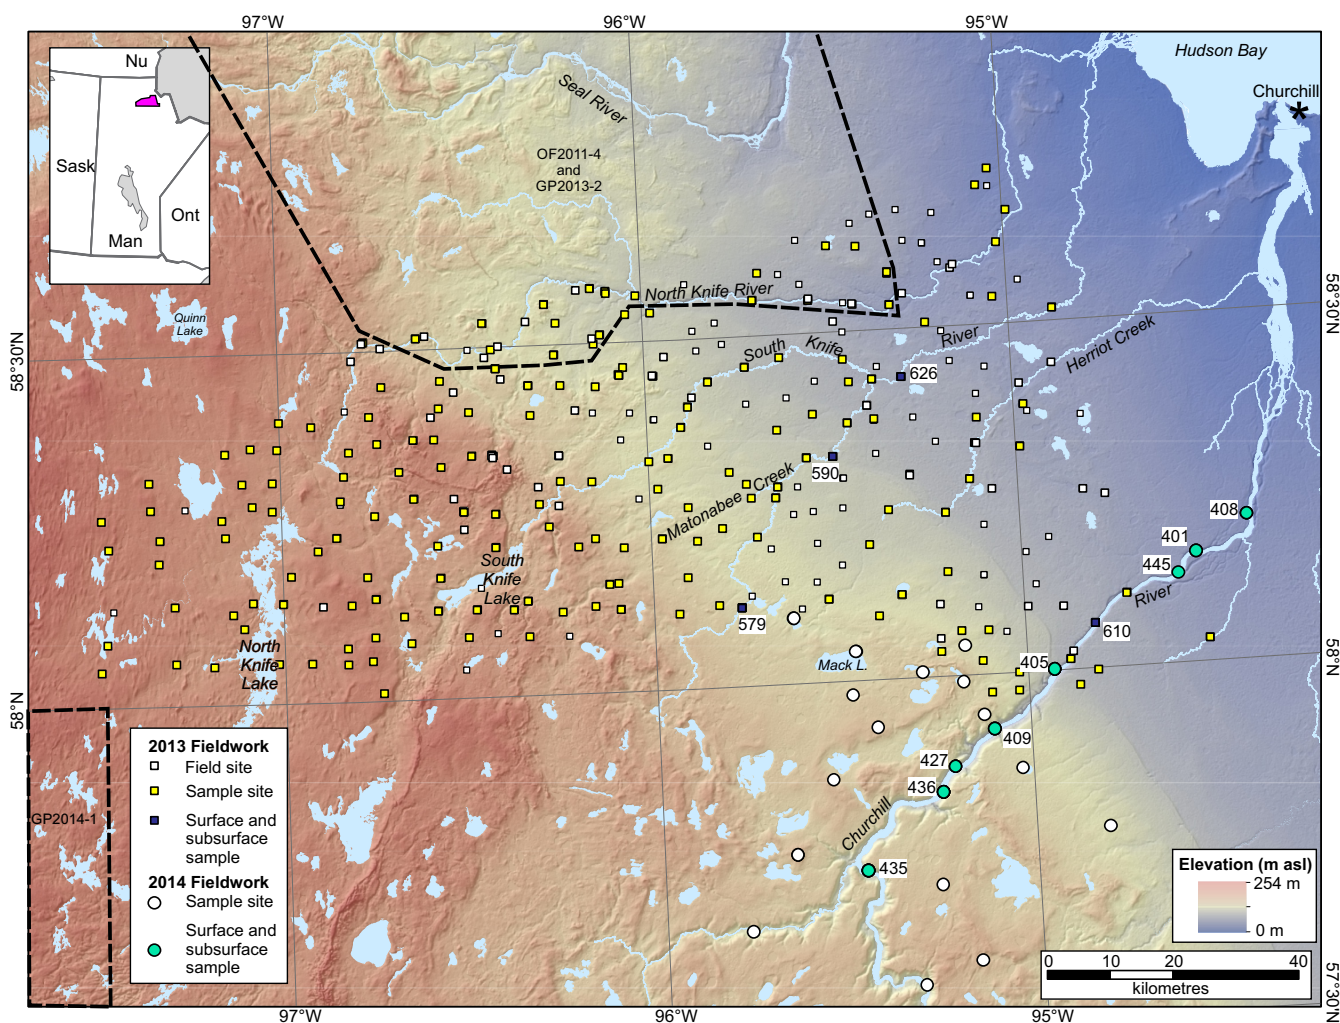 97°W
96°W
95°W
Nu
Sask
Ont
Man
Hudson Bay
Churchill
*
Seal River
OF2011-4
and
GP2013-2
North Knife River
Quinn
Lake
58°30'N
58°30'N
South Knife River
Herriot Creek
626
590
Matonabee Creek
408
401
445
River
610
South
Knife
Lake
579
North
Knife
Lake
Mack L.
405
58°N
58°N
409
427
436
Churchill
435
GP2014-1
2013 Fieldwork
Field site
Sample site
Surface and
subsurface
sample
2014 Fieldwork
Sample site
Surface and
subsurface
sample
Elevation (m asl)
254 m
0 m
0 10 20 40
kilometres
57°30'N
97°W
96°W
95°W